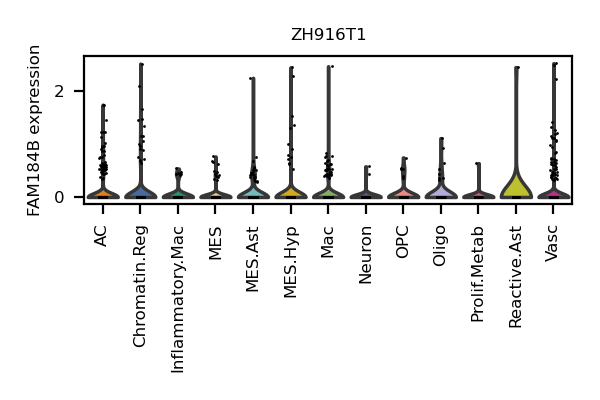 ZH916T1
FAM184B expression
2
0
AC
Chromatin.Reg
Inflammatory.Mac
MES
MES.Ast
MES.Hyp
Mac
Neuron
OPC
Oligo
Prolif.Metab
Reactive.Ast
Vasc